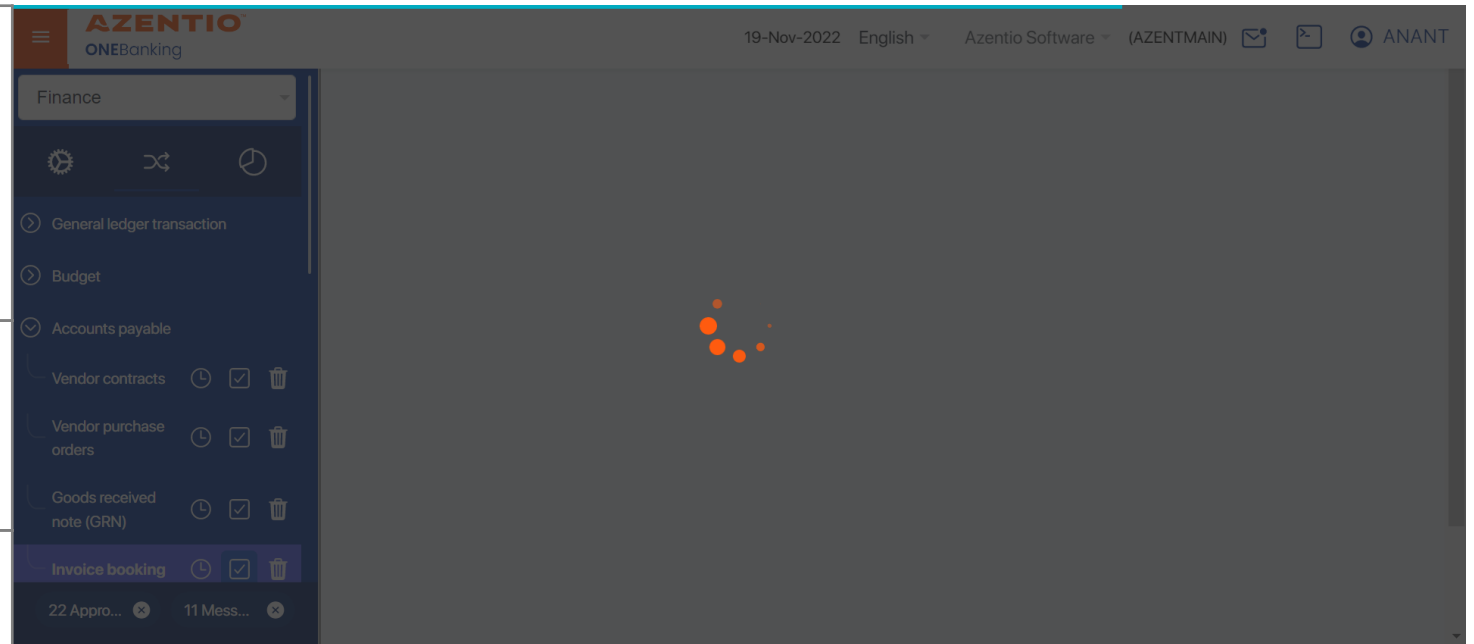 AZENTIO
ONEBanking
19-Nov-2022 English Azentio Software (AZENTMAIN) ANANT
Finance
General ledger transaction
Budget
Accounts payable
Vendor contracts
Vendor purchase
orders
Goods received
note (GRN)
Invoice booking
22 Appro... 11 Mess...